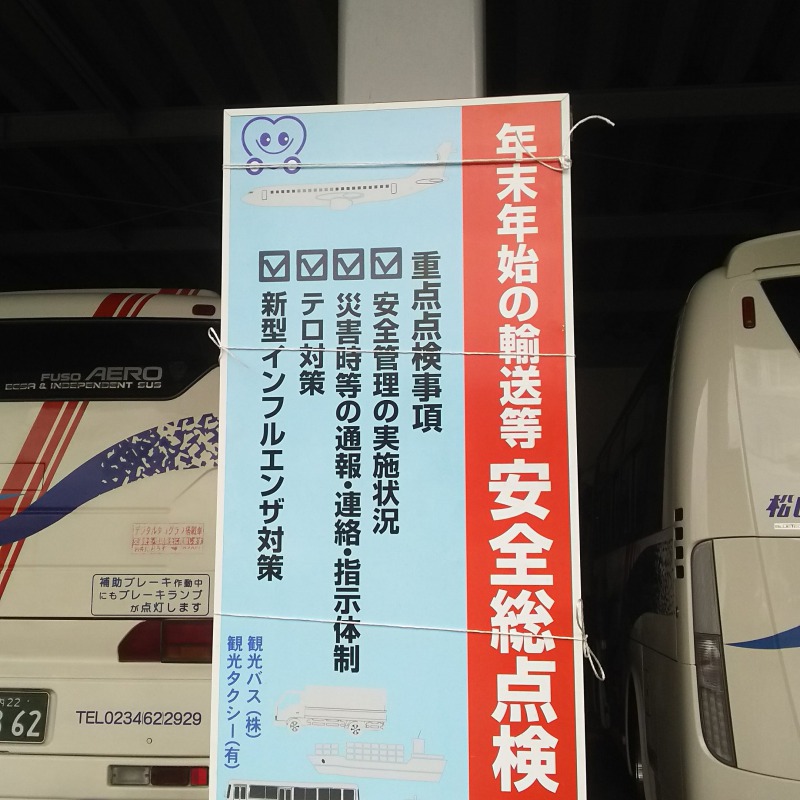 年末年始の輸送等
安全総点検
重点点検事項
安全管理の実施状況
災害時等の通報・連絡・指示体制
テロ対策
新型インフルエンザ対策
観光バス(株)
観光タクシー(有)
FUSO AERO
補助ブレーキ作動中
にもブレーキランプ
が点灯します
TEL0234(62)2929
62